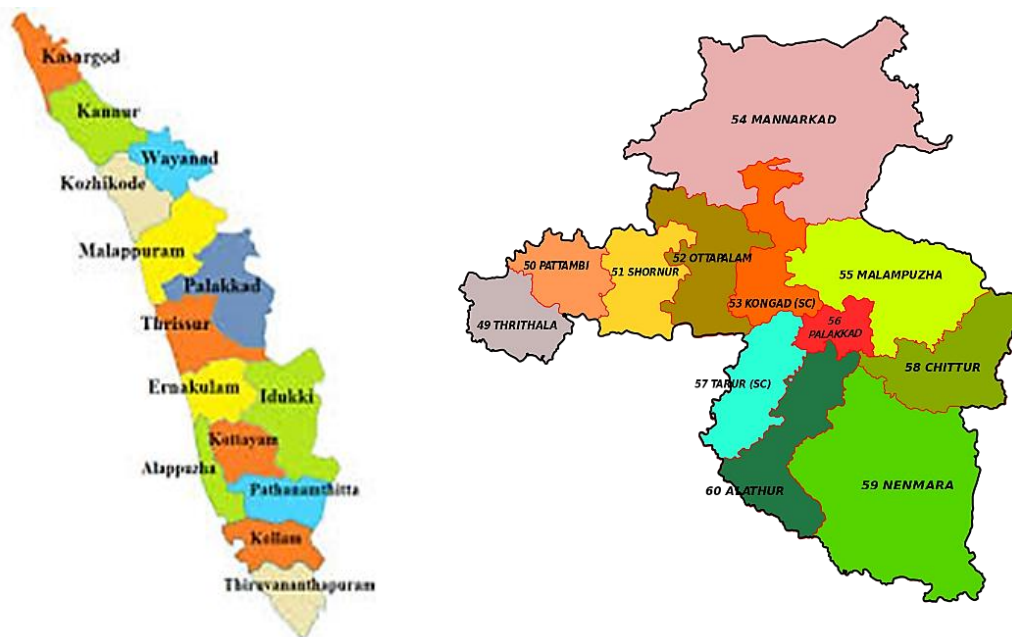 Kasargod
Kannur
Wayanad
Kozhikode
Malappuram
Palakkad
Thrissur
Ernakulam
Idukki
Kottayam
Alappuzha
Pathanamthitta
Kollam
Thiruvananthapuram
54 MANNARKAD
50 PATTAMBI
51 SHORNUR
52 OTTAPALAM
55 MALAMPUZHA
53 KONGAD (SC)
49 THRITHALA
56
PALAKKAD
58 CHITTUR
57 TARUR (SC)
59 NENMARA
60 ALATHUR